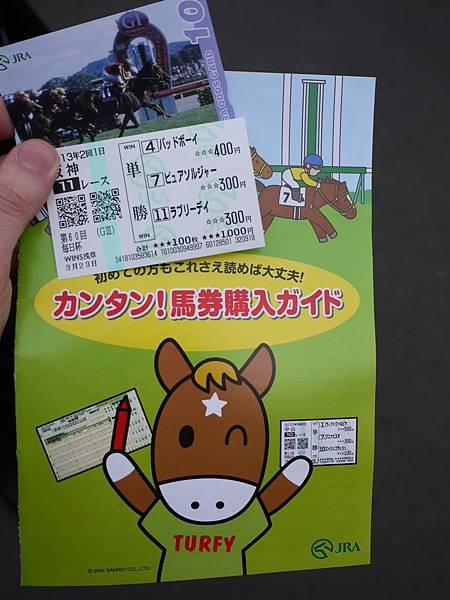 JRA
GI
10
13年2回1日
阪神
11レース
第60回
毎日杯
(GIII)
WINS浅草
3月23日
単勝
WIN 4 バッドボーイ
☆☆☆400円
7 ピュアソルジャー
☆☆☆300円
WIN 11 ラブリーデイ
☆☆☆300円
合計 ★★★100枚 ★★★1,000円
7
初めての方もこれさえ読めば大丈夫!
カンタン!馬券購入ガイド
TURFY
JRA